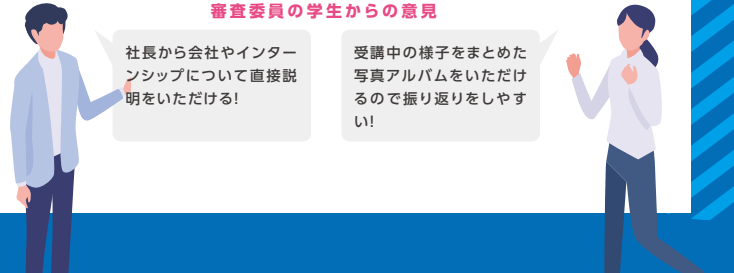 審査委員の学生からの意見
社長から会社やインター
ンシップについて直接説
明をいただける!
受講中の様子をまとめた
写真アルバムをいただけ
るので振り返りをしやす
い!